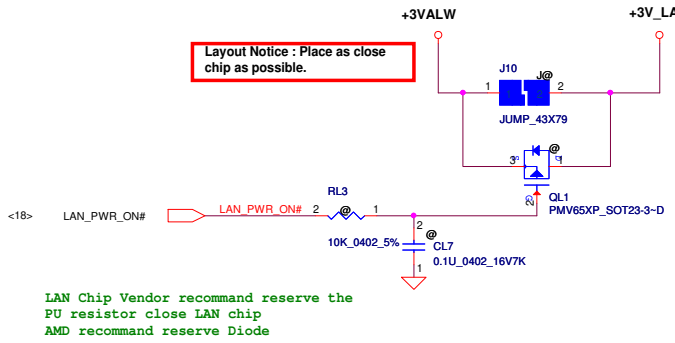 +3VALW
+3V_LA
Layout Notice : Place as close
chip as possible.
J10
J@
1
1
2
2
JUMP_43X79
@
3
S
D
1
G
2
QL1
PMV65XP_SOT23-3~D
RL3
<18>
LAN_PWR_ON#
LAN_PWR_ON#
2
@
1
10K_0402_5%
2
@
CL7
0.1U_0402_16V7K
1
LAN Chip Vendor recommand reserve the
PU resistor close LAN chip
AMD recommand reserve Diode